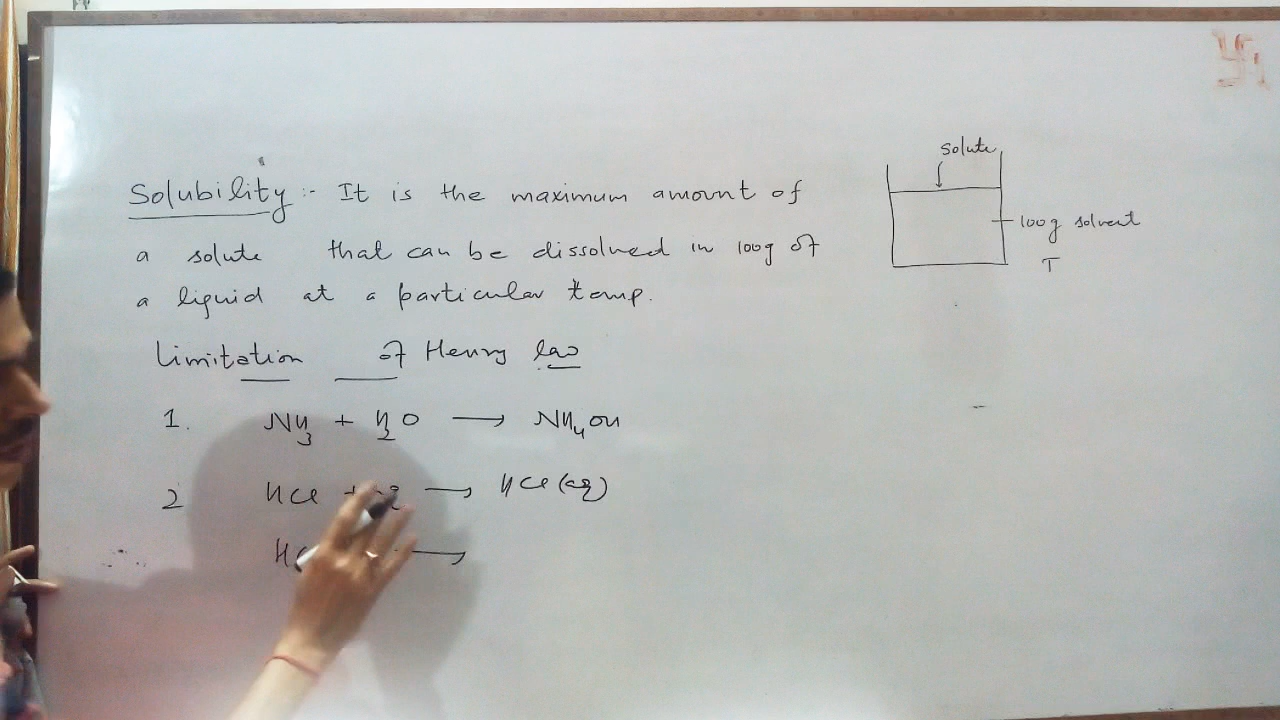 Solubility :- It is the maximum amount of
a solute that can be dissolved in 100g of
a liquid at a particular temp.
Limitation of Henry law
1. NH3 + H2O → NH4OH
2 HCl + → HCl (aq)
→
solute
100g solvent
T